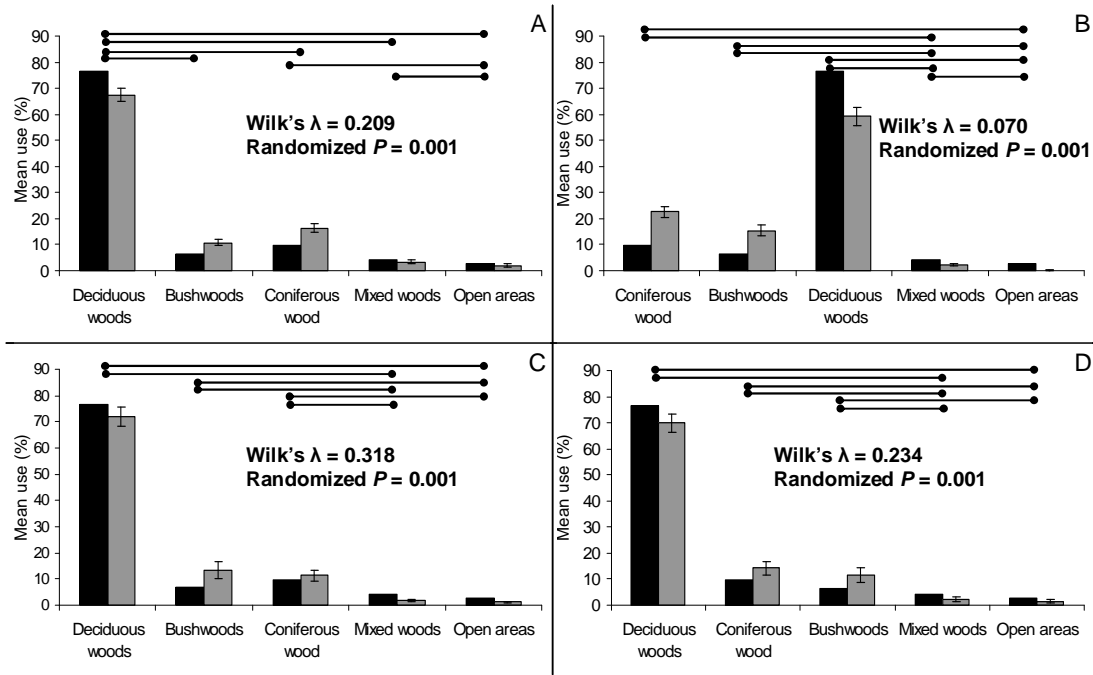 A
90
80
70
60
50
40
30
20
10
0
Mean use (%)
Wilk's λ = 0.209
Randomized P = 0.001
Deciduous woods
Bushwoods
Coniferous wood
Mixed woods
Open areas
B
90
80
70
60
50
40
30
20
10
0
Mean use (%)
Wilk's λ = 0.070
Randomized P = 0.001
Coniferous wood
Bushwoods
Deciduous woods
Mixed woods
Open areas
C
90
80
70
60
50
40
30
20
10
0
Mean use (%)
Wilk's λ = 0.318
Randomized P = 0.001
Deciduous woods
Bushwoods
Coniferous wood
Mixed woods
Open areas
D
90
80
70
60
50
40
30
20
10
0
Mean use (%)
Wilk's λ = 0.234
Randomized P = 0.001
Deciduous woods
Coniferous wood
Bushwoods
Mixed woods
Open areas